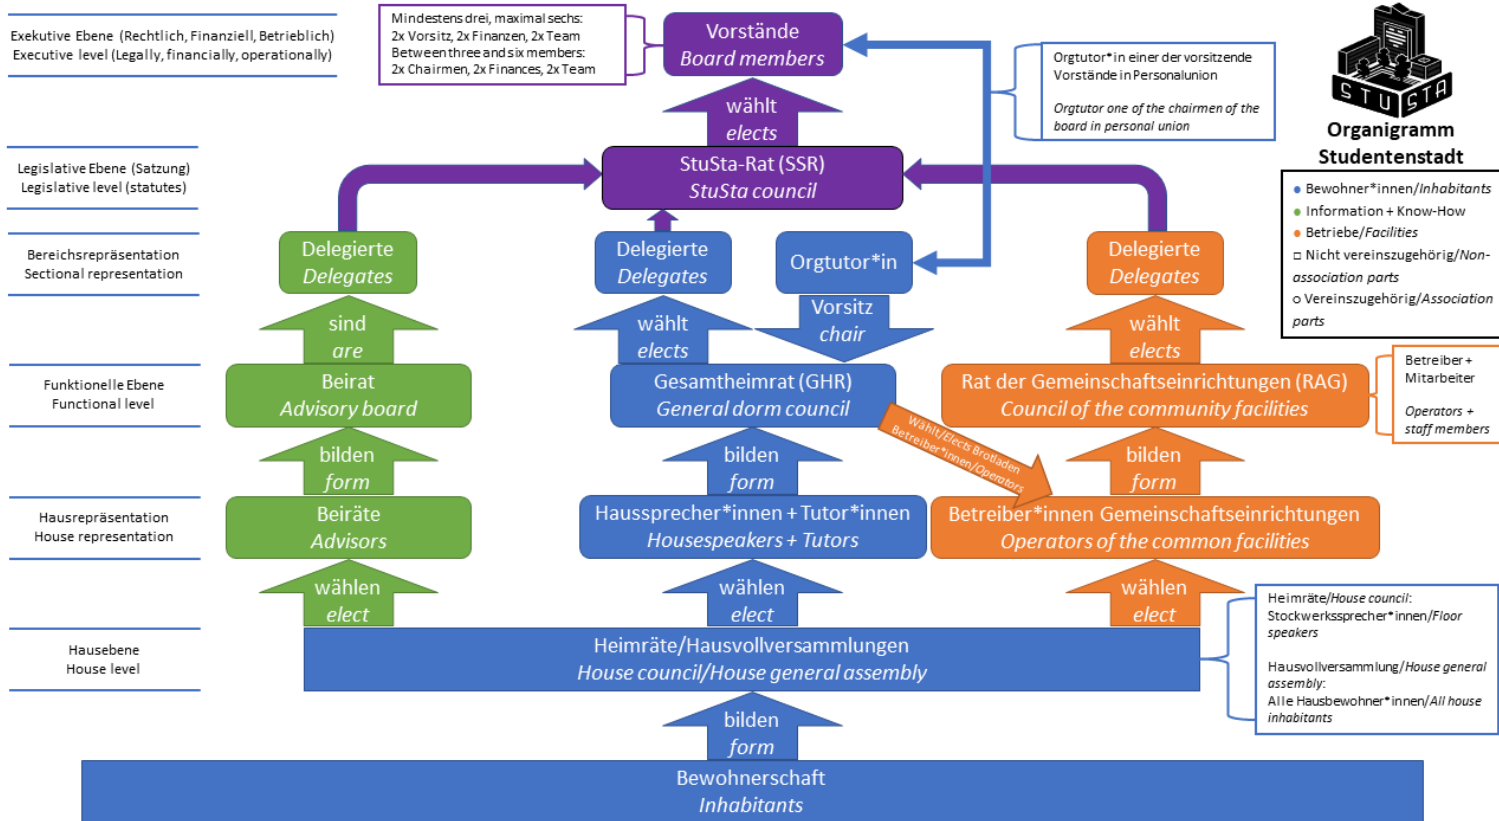 Exekutive Ebene (Rechtlich, Finanziell, Betrieblich)
Executive level (Legally, financially, operationally)
Mindestens drei, maximal sechs:
2x Vorsitz, 2x Finanzen, 2x Team
Between three and six members:
2x Chairmen, 2x Finances, 2x Team
Vorstände
Board members
Orgtutor*in einer der vorsitzende
Vorstände in Personalunion
Orgtutor one of the chairmen of the
board in personal union
STUSTA
Organigramm
Studentenstadt
wählt
elects
Legislative Ebene (Satzung)
Legislative level (statutes)
StuSta-Rat (SSR)
StuSta council
● Bewohner*innen/Inhabitants
● Information + Know-How
● Betriebe/Facilities
□ Nicht vereinszugehörig/Non-
association parts
o Vereinszugehörig/Association
parts
Bereichsrepräsentation
Sectional representation
Delegierte
Delegates
Delegierte
Delegates
Orgtutor*in
Delegierte
Delegates
sind
are
wählt
elects
Vorsitz
chair
wählt
elects
Funktionelle Ebene
Functional level
Beirat
Advisory board
Gesamtheimrat (GHR)
General dorm council
Rat der Gemeinschaftseinrichtungen (RAG)
Council of the community facilities
Betreiber +
Mitarbeiter
Operators +
staff members
bilden
form
bilden
form
Wählt/Elects Brotladen
Betreiber*innen/Operators
bilden
form
Hausrepräsentation
House representation
Beiräte
Advisors
Haussprecher*innen + Tutor*innen
Housespeakers + Tutors
Betreiber*innen Gemeinschaftseinrichtungen
Operators of the common facilities
wählen
elect
wählen
elect
wählen
elect
Hausebene
House level
Heimräte/Hausvollversammlungen
House council/House general assembly
Heimräte/House council:
Stockwerkssprecher*innen/Floor
speakers
Hausvollversammlung/House general
assembly:
Alle Hausbewohner*innen/All house
inhabitants
bilden
form
Bewohnerschaft
Inhabitants